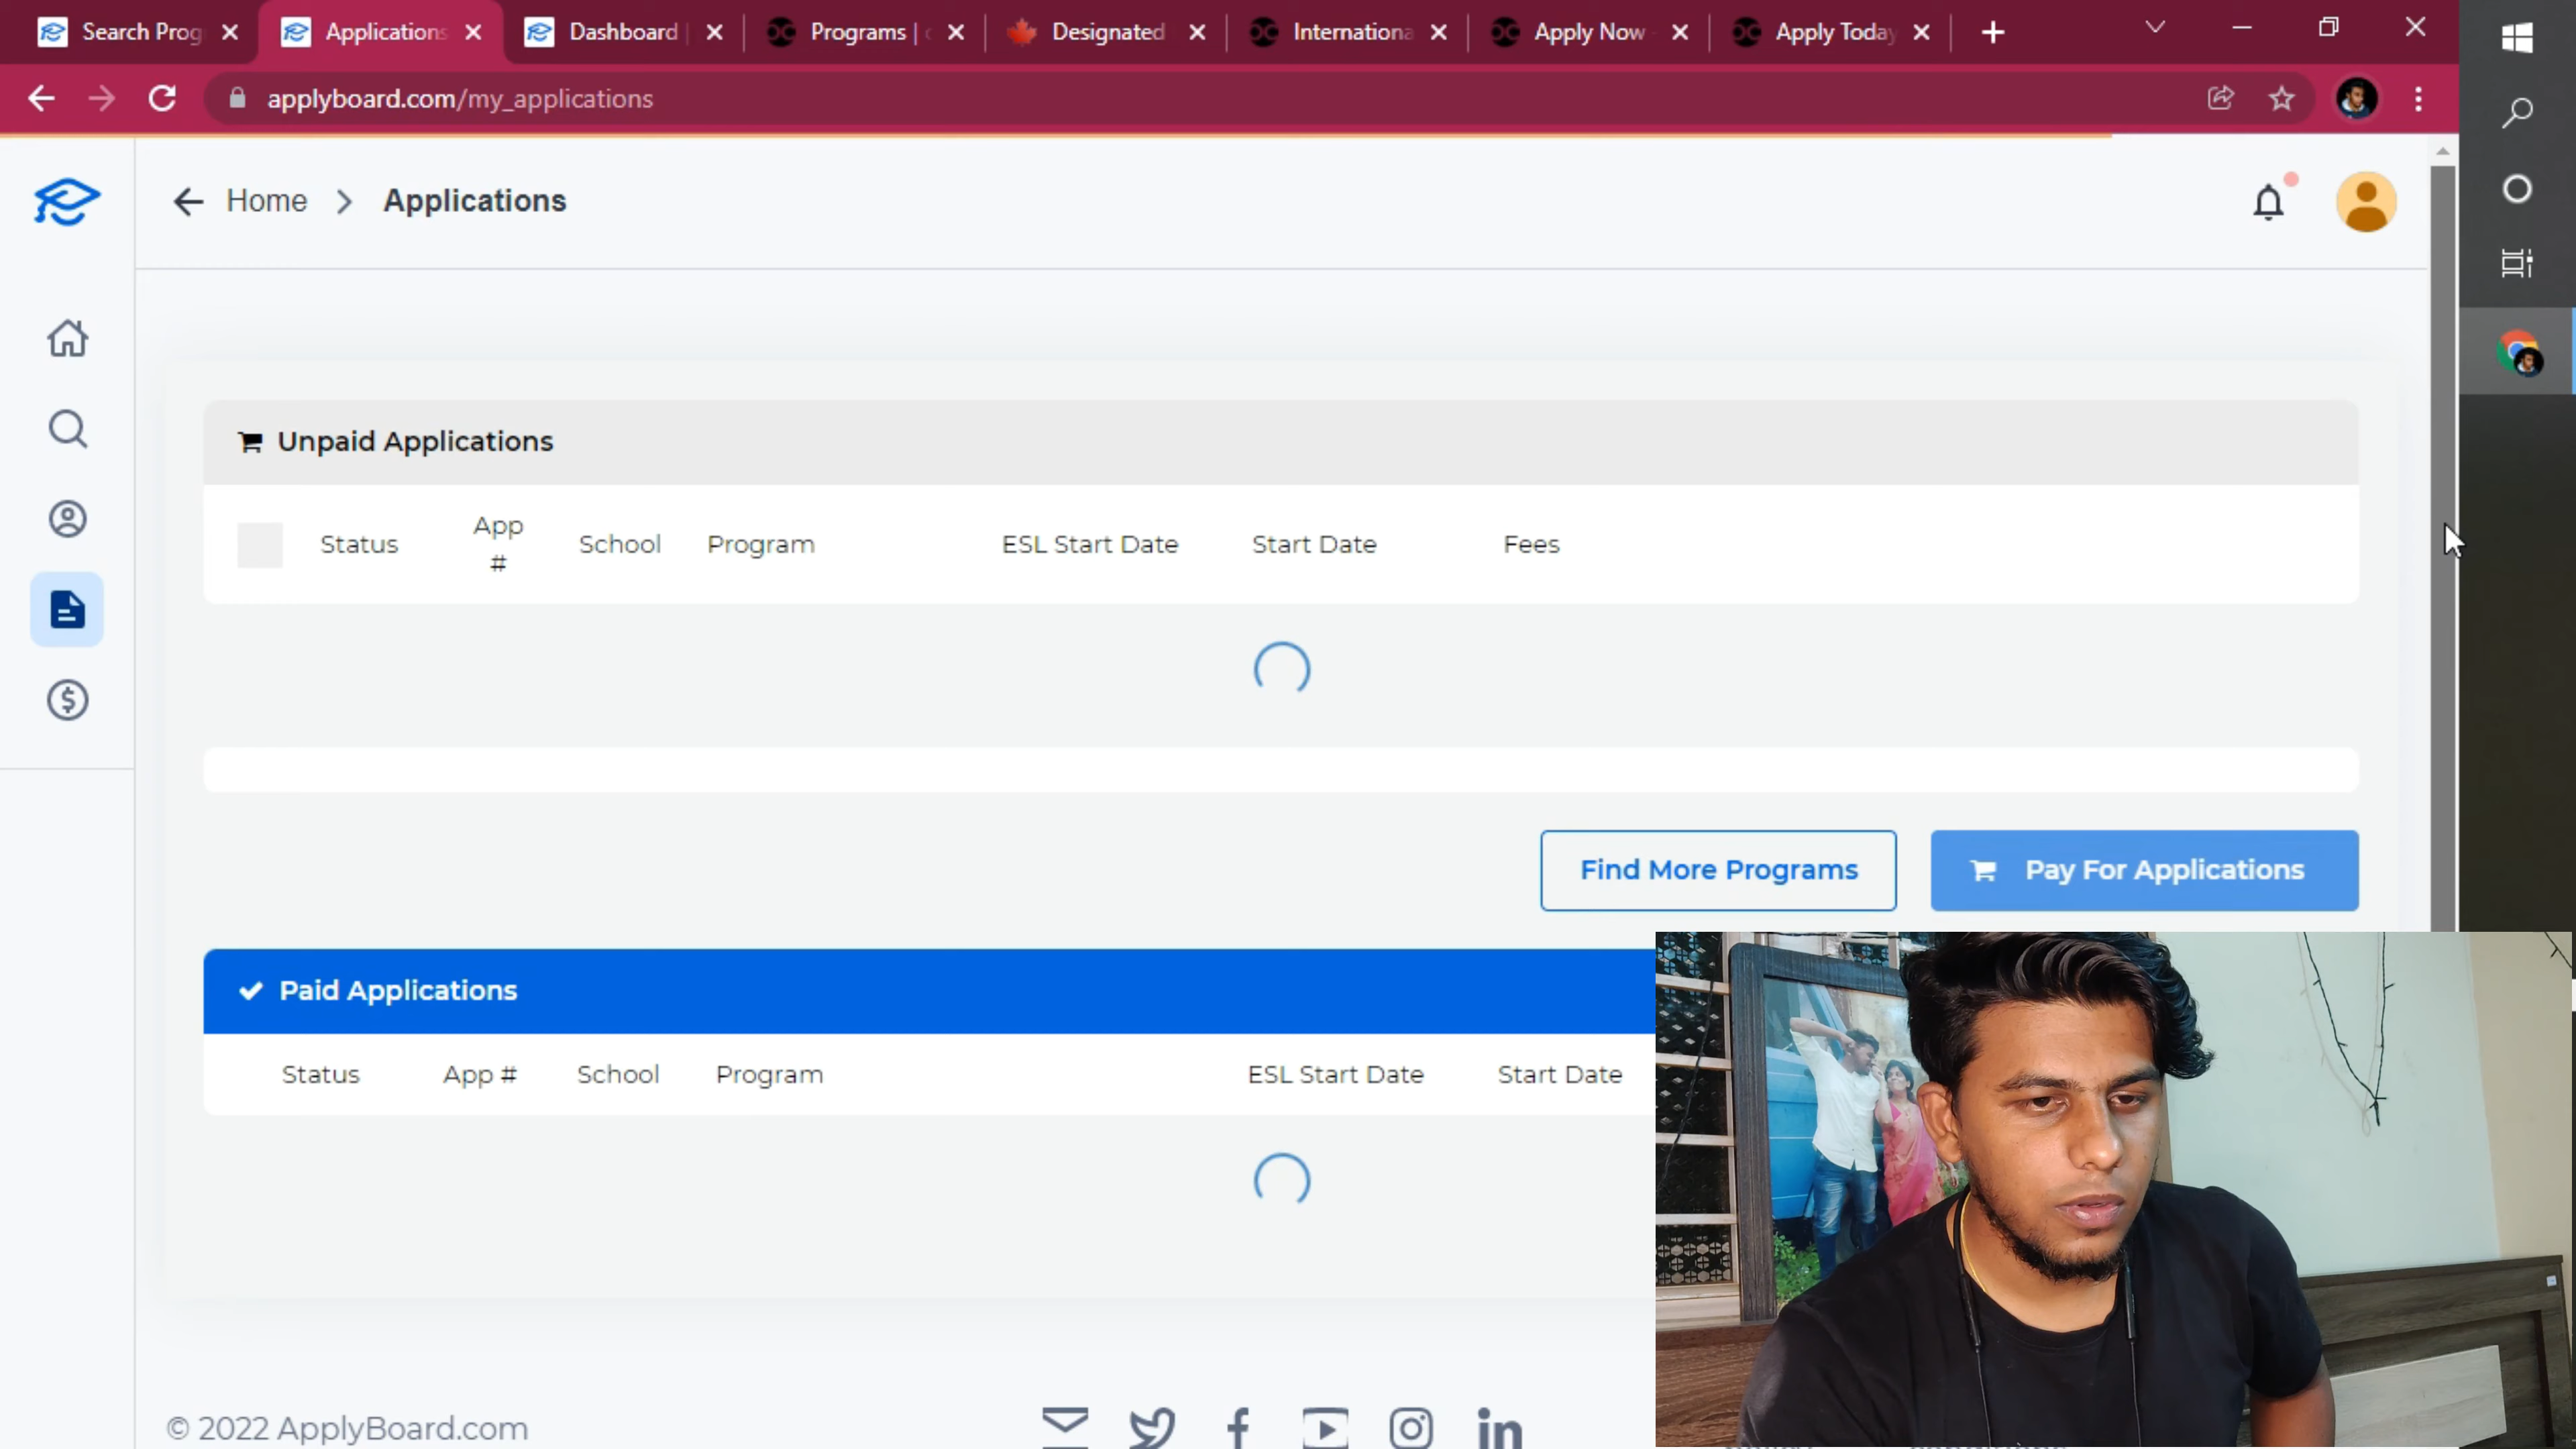 Search Prog
Applications
Dashboard
Programs |
Designated
Internationa
Apply Now
Apply Today
applyboard.com/my_applications
Home > Applications
Unpaid Applications
Status App # School Program ESL Start Date Start Date Fees
Find More Programs Pay For Applications
Paid Applications
Status App # School Program ESL Start Date Start Date
© 2022 ApplyBoard.com